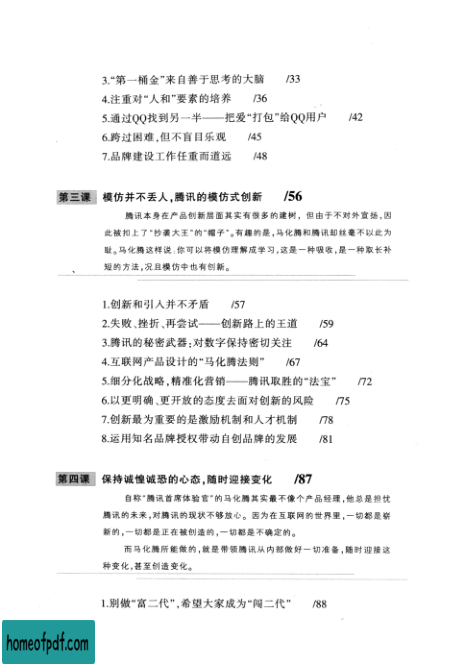 3.“第一桶金”来自善于思考的大脑 /33
4.注重对“人和”要素的培养 /36
5.通过QQ找到另一半——把爱“打包”给QQ用户 /42
6.跨过困难,但不盲目乐观 /45
7.品牌建设工作任重而道远 /48
第三课 模仿并不丢人,腾讯的模仿式创新 /56
腾讯本身在产品创新层面其实有很多的建树，但由于不对外宣扬,因
此被扣上了“抄袭大王”的“帽子”。有趣的是,马化腾和腾讯却丝毫不以此为
耻。马化腾这样说:你可以将模仿理解成学习,这是一种吸收,是一种取长补
短的方法,况且模仿中也有创新。
1.创新和引入并不矛盾 /57
2.失败、挫折、再尝试——创新路上的王道 /59
3.腾讯的秘密武器:对数字保持密切关注 /64
4.互联网产品设计的“马化腾法则” /67
5.细分化战略,精准化营销——腾讯取胜的“法宝” /72
6.以更明确、更开放的态度去面对创新的风险 /75
7.创新最为重要的是激励机制和人才机制 /78
8.运用知名品牌授权带动自创品牌的发展 /81
第四课 保持诚惶诚恐的心态,随时迎接变化 /87
自称“腾讯首席体验官”的马化腾其实最不像个产品经理,他总是担忧
腾讯的未来,对腾讯的现状不够放心。因为在互联网的世界里,一切都是崭
新的,一切都是正在被创造的,一切都是不确定的。
而马化腾所能做的,就是带领腾讯从内部做好一切准备,随时迎接这
种变化,甚至创造变化。
1.别做“富二代”,希望大家成为“闯二代” /88
homeofpdf.com